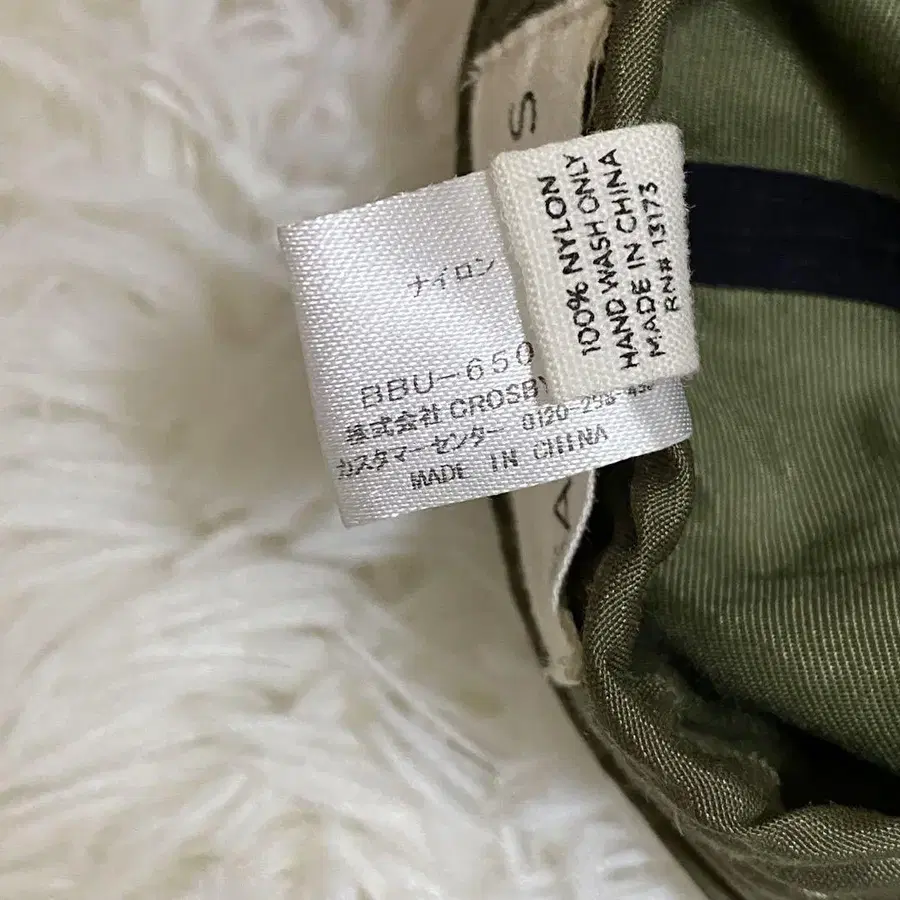 100% NYLON
HAND WASH ONLY
MADE IN CHINA
RN# 13173
ナイロン
BBU-650
株式会社 CROSBY
カスタマーセンター
MADE IN CHINA
S
A